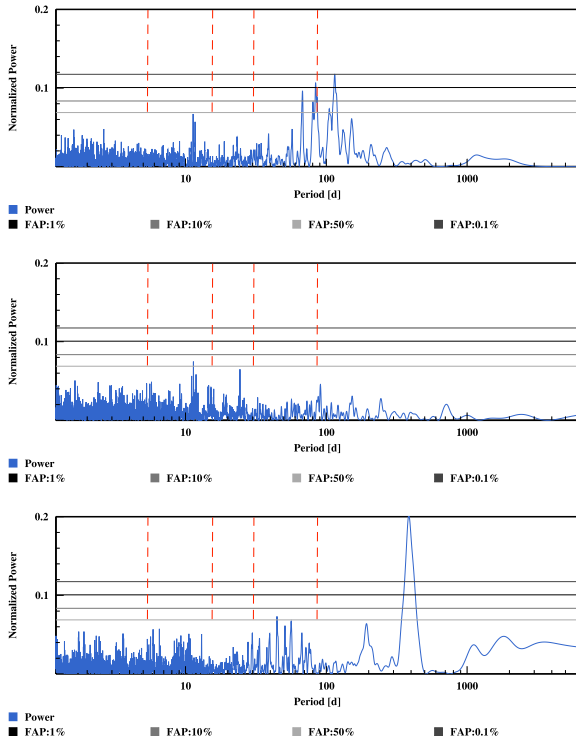 0.2
0.1
Normalized Power
10 100 1000
Period [d]
Power
FAP:1% FAP:10% FAP:50% FAP:0.1%
0.2
0.1
Normalized Power
10 100 1000
Period [d]
Power
FAP:1% FAP:10% FAP:50% FAP:0.1%
0.2
0.1
Normalized Power
10 100 1000
Period [d]
Power
FAP:1% FAP:10% FAP:50% FAP:0.1%